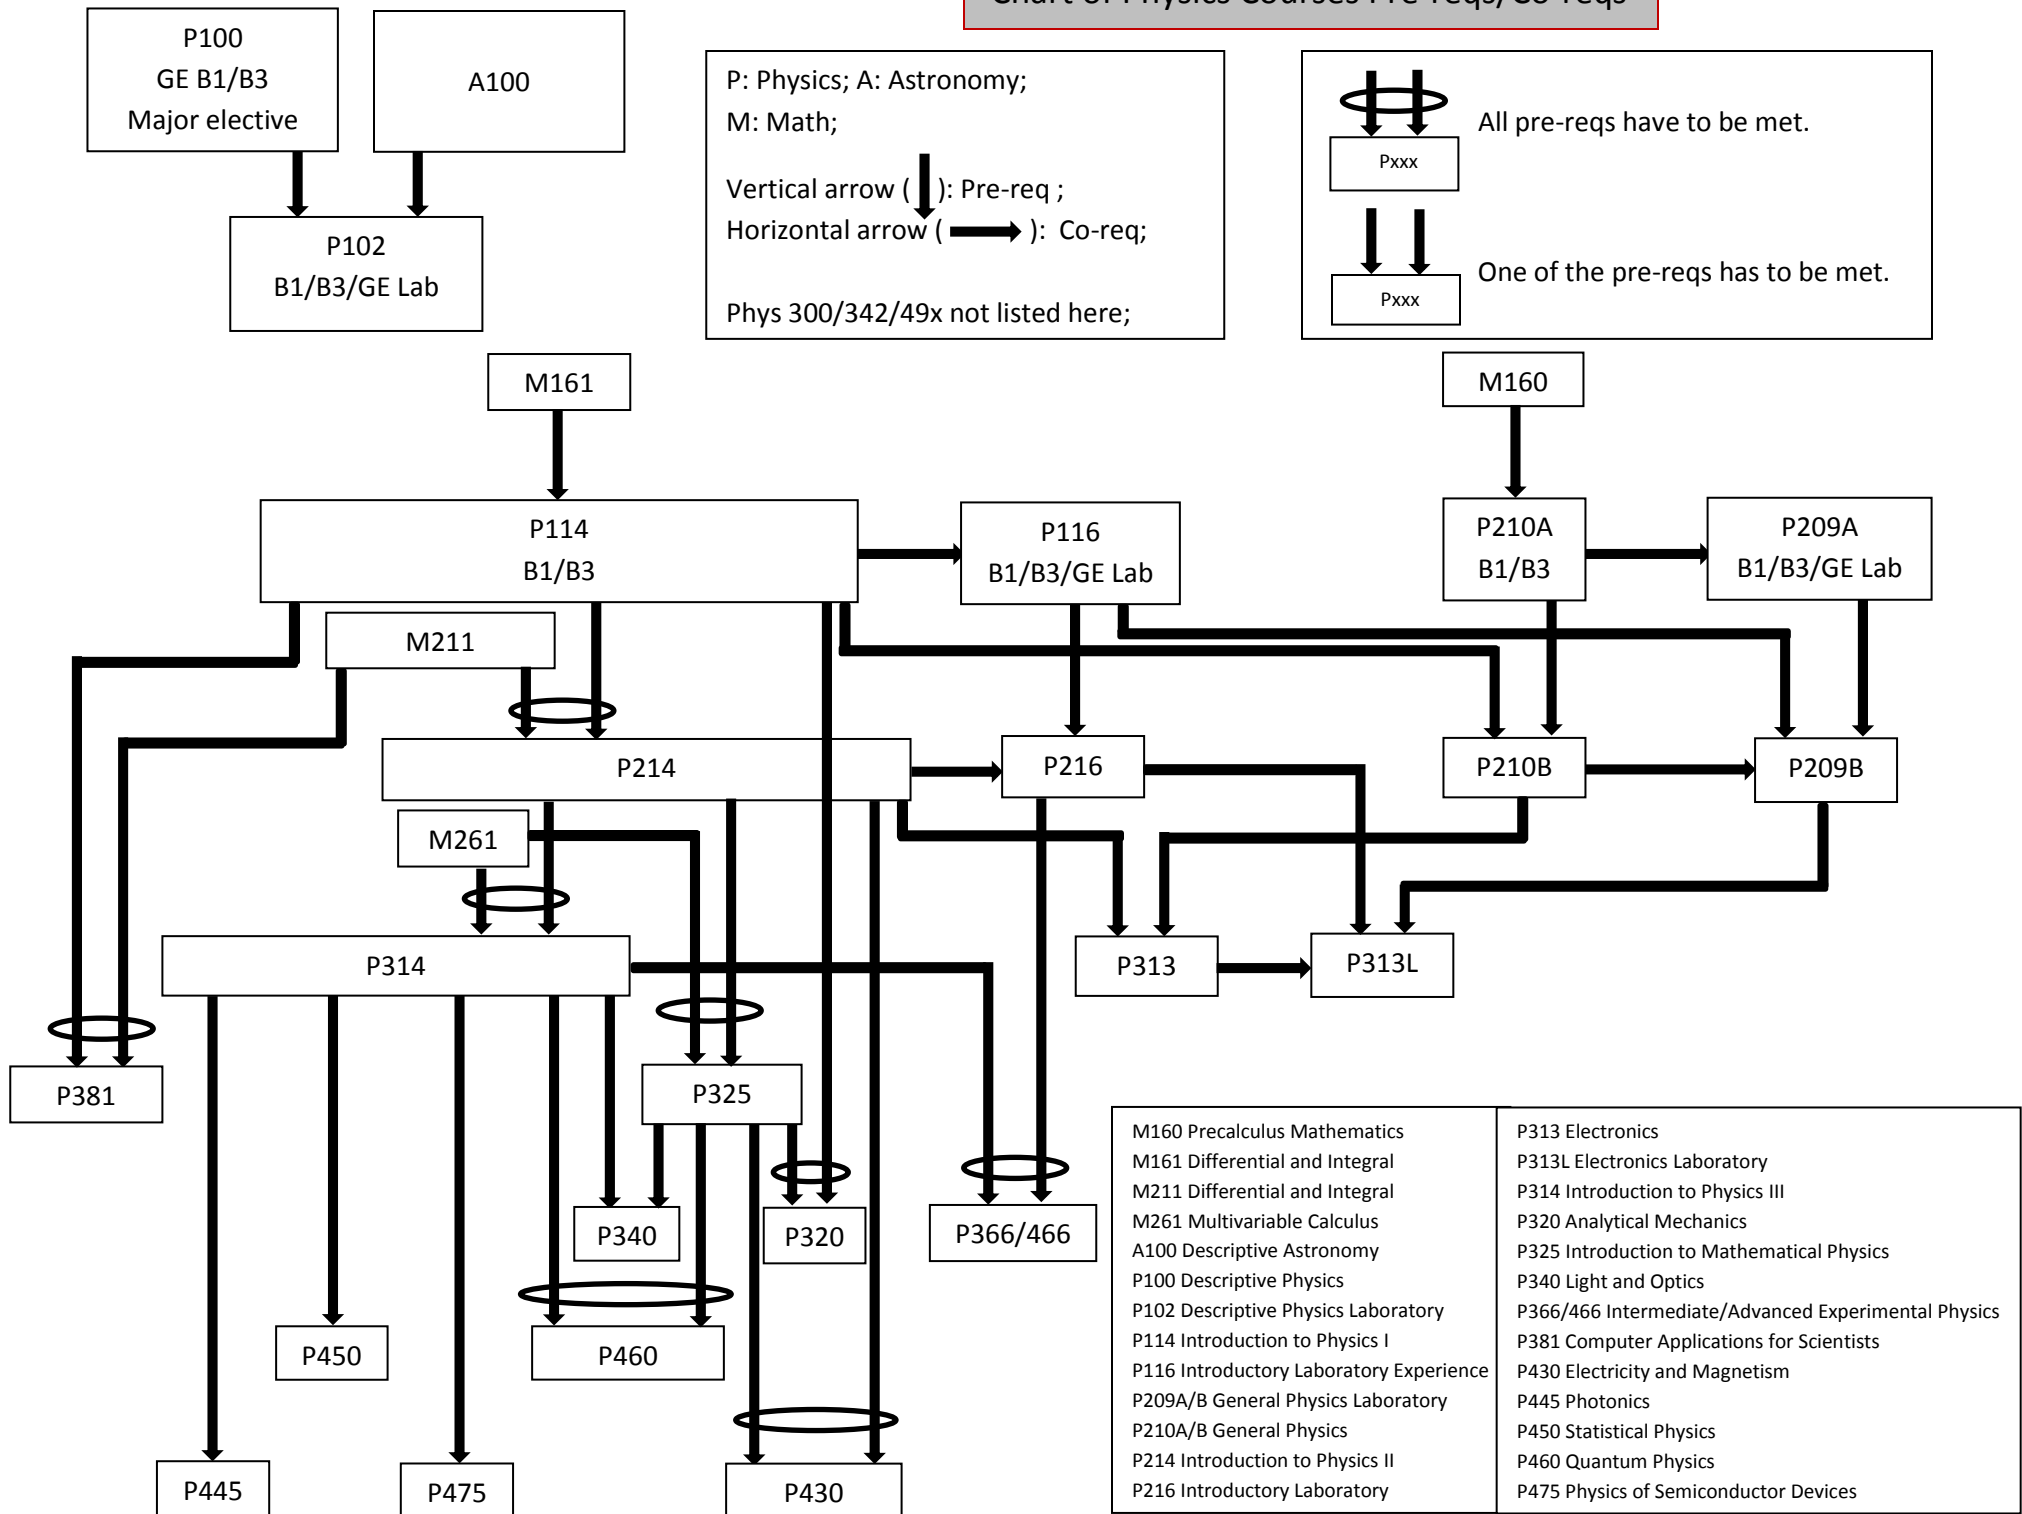 Chart of Physics Courses Pre-reqs/Co-reqs
P100
GE B1/B3
Major elective
A100
P102
B1/B3/GE Lab
P: Physics; A: Astronomy;
M: Math;
Vertical arrow ( ): Pre-req ;
Horizontal arrow ( ): Co-req;
Phys 300/342/49x not listed here;
All pre-reqs have to be met.
Pxxx
One of the pre-reqs has to be met.
Pxxx
M161
M160
P114
B1/B3
P116
B1/B3/GE Lab
P210A
B1/B3
P209A
B1/B3/GE Lab
M211
P214
P216
P210B
P209B
M261
P314
P313
P313L
P381
P325
P340
P320
P366/466
P450
P460
P445
P475
P430
M160 Precalculus Mathematics
M161 Differential and Integral
M211 Differential and Integral
M261 Multivariable Calculus
A100 Descriptive Astronomy
P100 Descriptive Physics
P102 Descriptive Physics Laboratory
P114 Introduction to Physics I
P116 Introductory Laboratory Experience
P209A/B General Physics Laboratory
P210A/B General Physics
P214 Introduction to Physics II
P216 Introductory Laboratory
P313 Electronics
P313L Electronics Laboratory
P314 Introduction to Physics III
P320 Analytical Mechanics
P325 Introduction to Mathematical Physics
P340 Light and Optics
P366/466 Intermediate/Advanced Experimental Physics
P381 Computer Applications for Scientists
P430 Electricity and Magnetism
P445 Photonics
P450 Statistical Physics
P460 Quantum Physics
P475 Physics of Semiconductor Devices